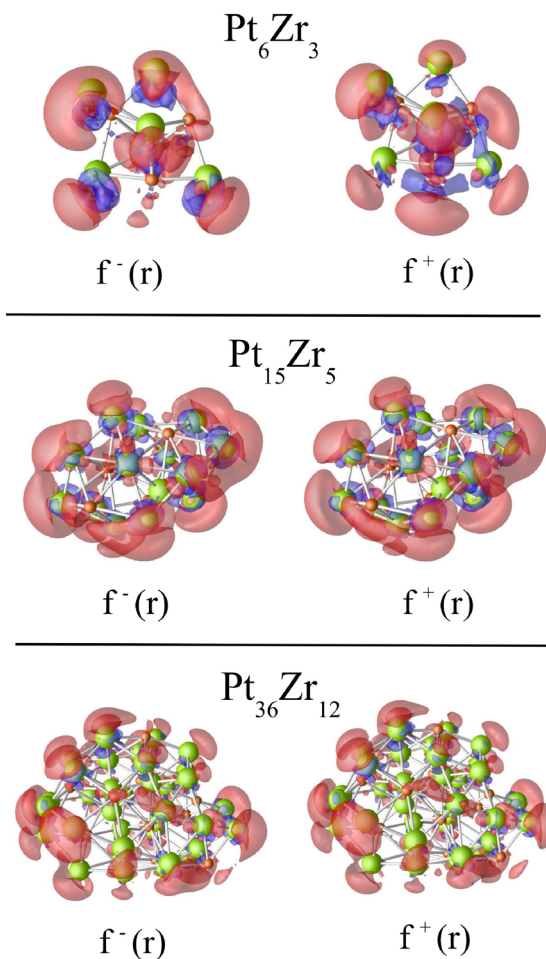 Pt₆Zr₃
f⁻(r) f⁺(r)
Pt₁₅Zr₅
f⁻(r) f⁺(r)
Pt₃₆Zr₁₂
f⁻(r) f⁺(r)